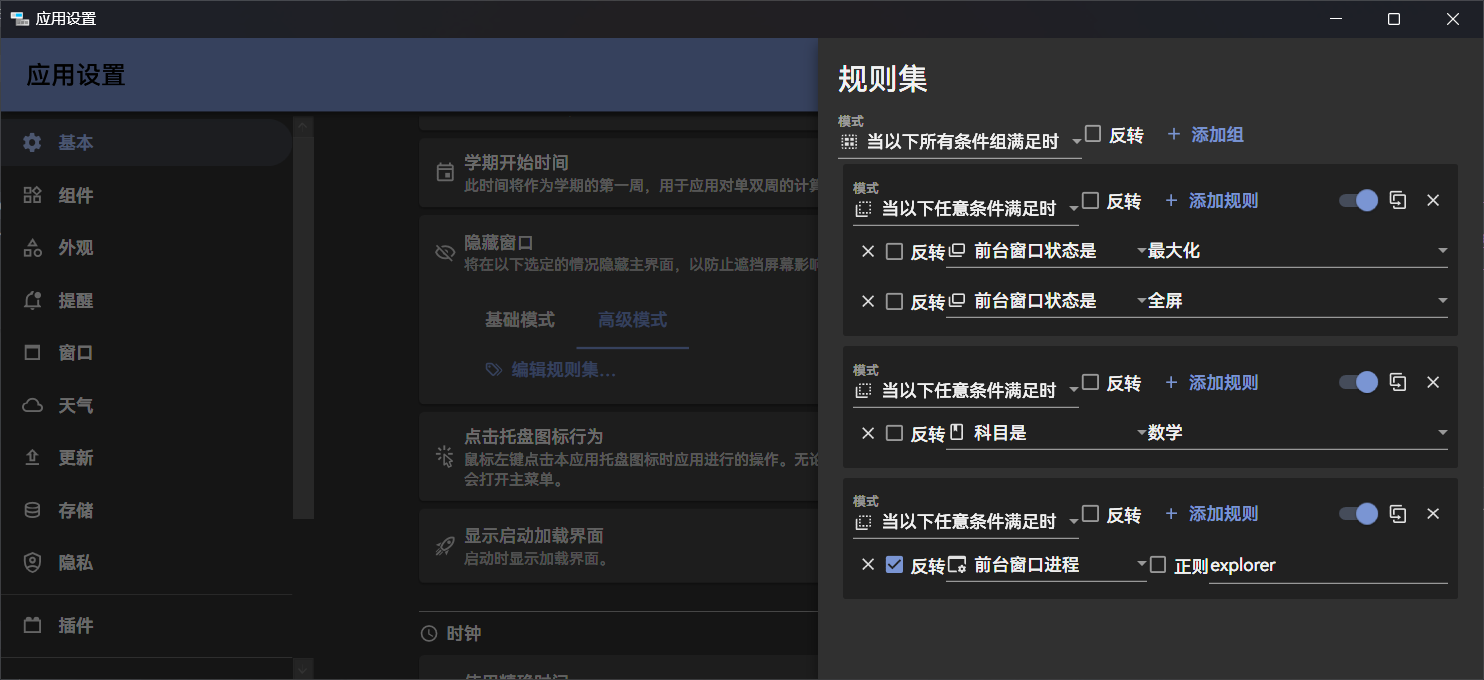 应用设置
应用设置
基本
组件
外观
提醒
窗口
天气
更新
存储
隐私
插件
学期开始时间
此时间将作为学期的第一周，用于应用对单双周的计算
隐藏窗口
将在以下选定的情况隐藏主界面，以防止遮挡屏幕影响
基础模式
高级模式
编辑规则集...
点击托盘图标行为
鼠标左键点击本应用托盘图标时应用进行的操作。无论
会打开主菜单。
显示启动加载界面
启动时显示加载界面。
时钟
使用精确时间
规则集
模式
当以下所有条件组满足时 反转 + 添加组
模式
当以下任意条件满足时 反转 + 添加规则
反转 前台窗口状态是 最大化
反转 前台窗口状态是 全屏
模式
当以下任意条件满足时 反转 + 添加规则
反转 科目是 数学
模式
当以下任意条件满足时 反转 + 添加规则
反转 前台窗口进程 正则 explorer